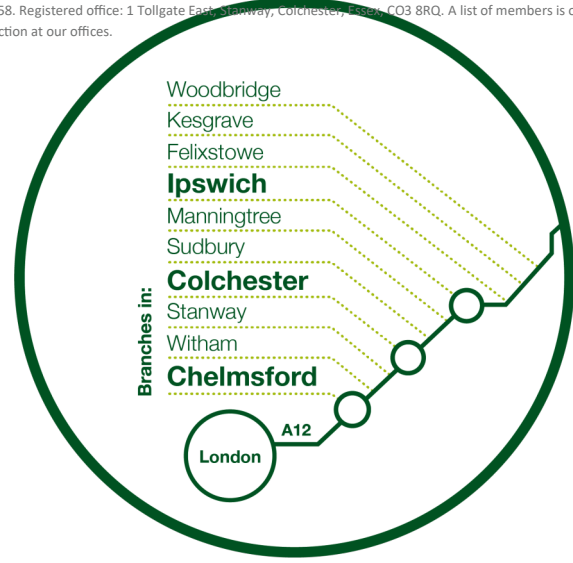 58. Registered office: 1 Tollgate East, Stanway, Colchester, Essex, CO3 8RQ. A list of members is
ction at our offices.
Woodbridge
Kesgrave
Felixstowe
Ipswich
Manningtree
Sudbury
Colchester
Stanway
Witham
Chelmsford
Branches in:
A12
London